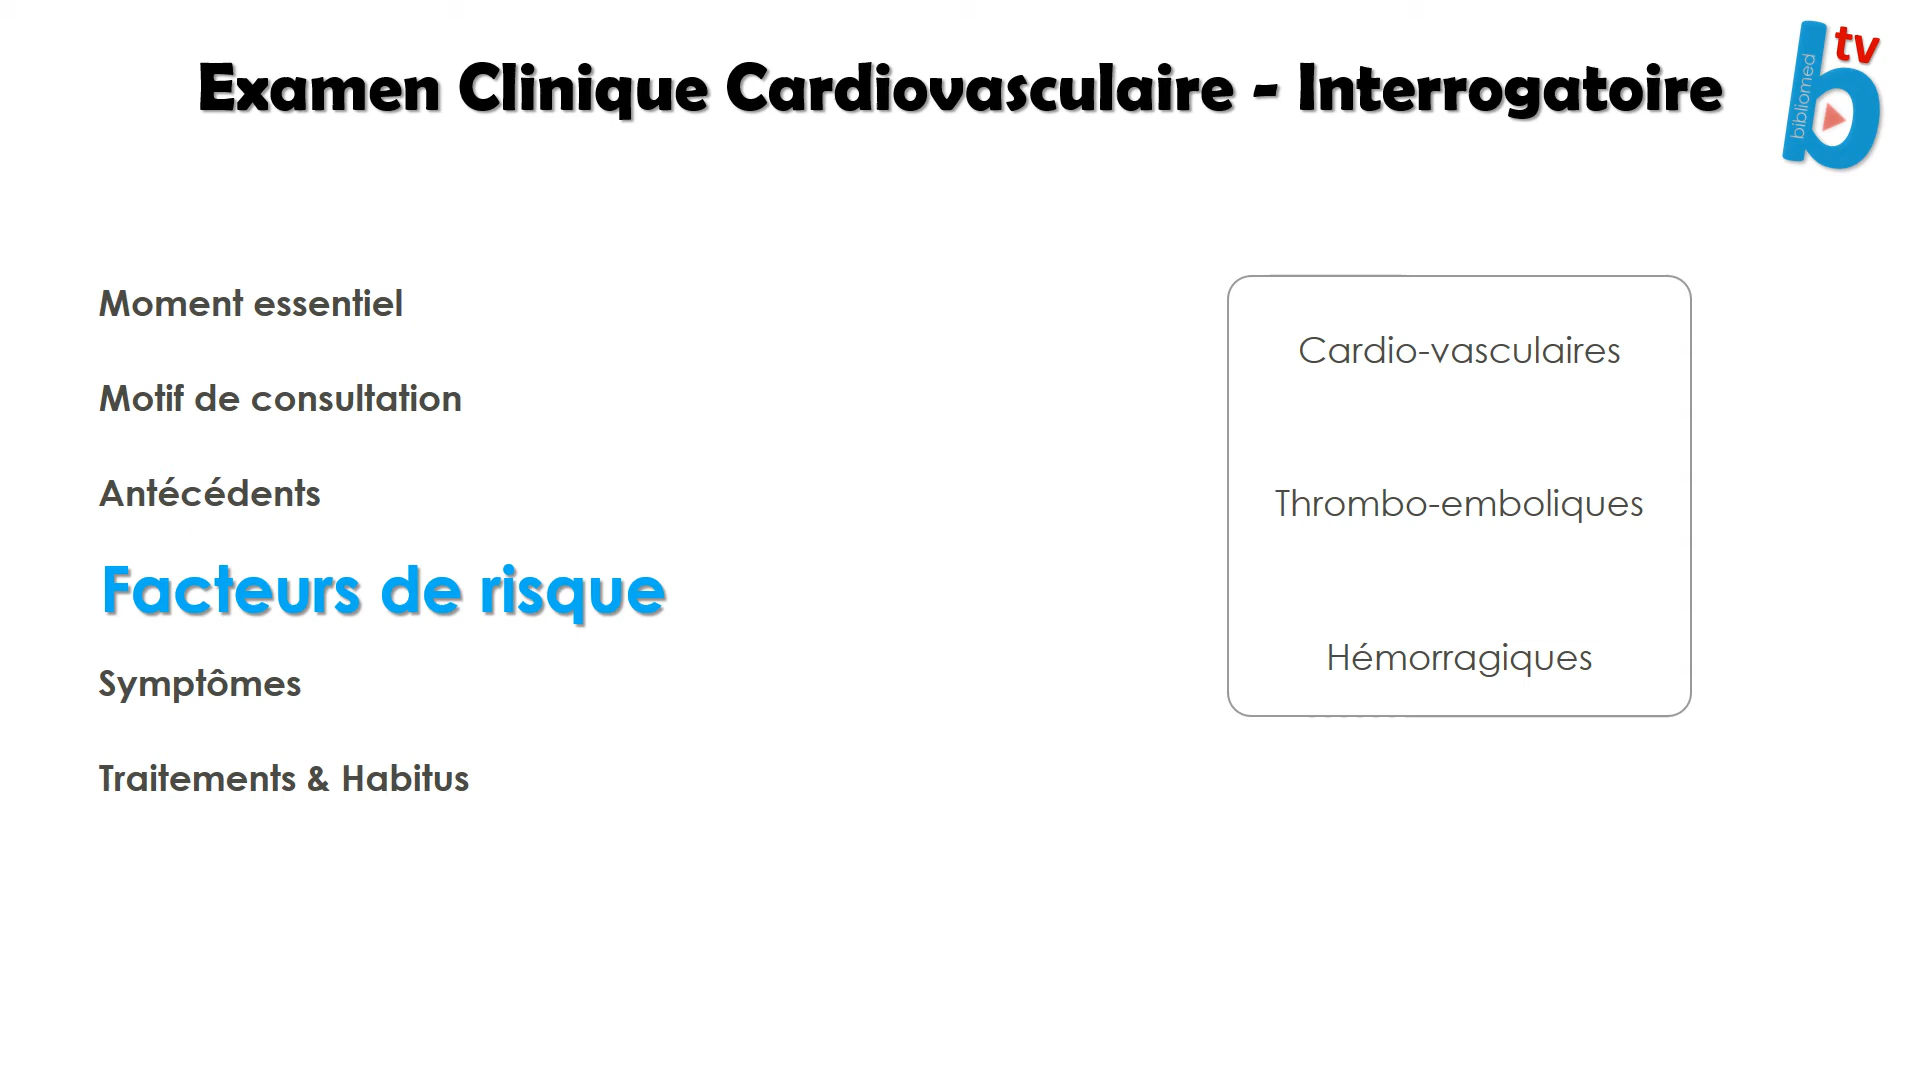 Examen Clinique Cardiovasculaire - Interrogatoire
tv
bibliomed
Moment essentiel
Motif de consultation
Antécédents
Facteurs de risque
Symptômes
Traitements & Habitus
Cardio-vasculaires
Thrombo-emboliques
Hémorragiques